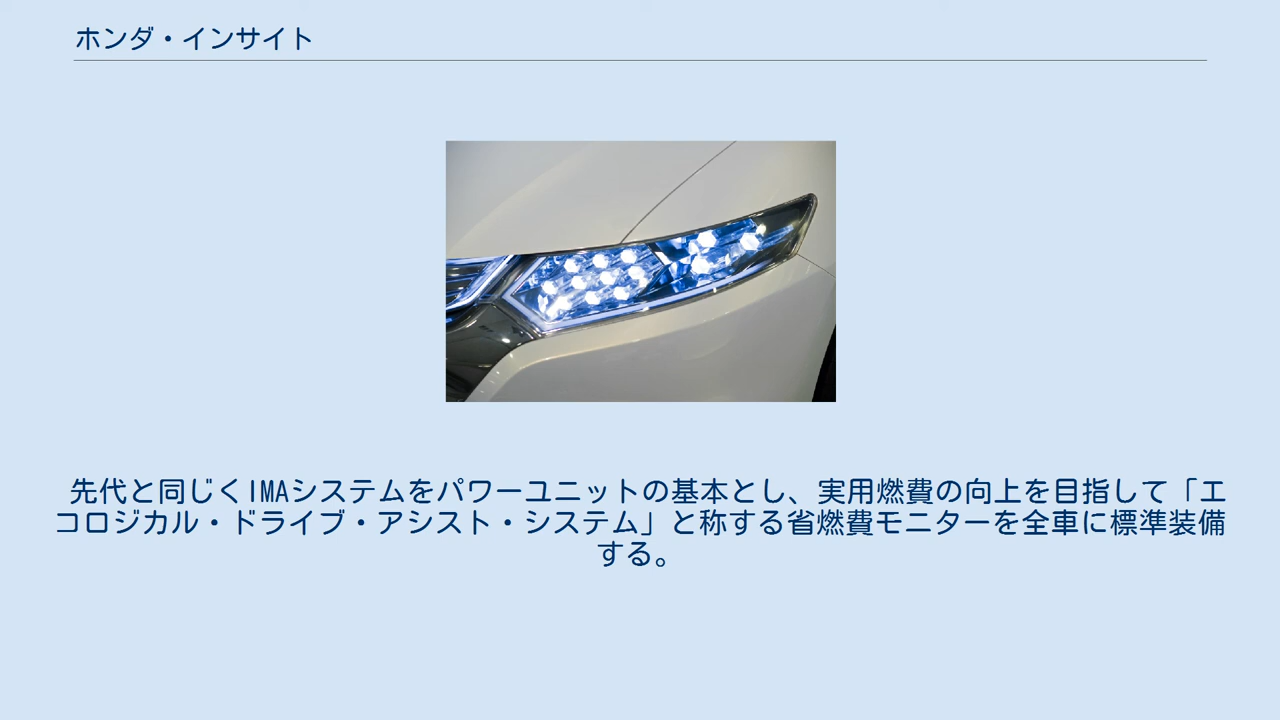 ホンダ・インサイト
先代と同じくIMAシステムをパワーユニットの基本とし、実用燃費の向上を目指して「エ
コロジカル・ドライブ・アシスト・システム」と称する省燃費モニターを全車に標準装備
する。